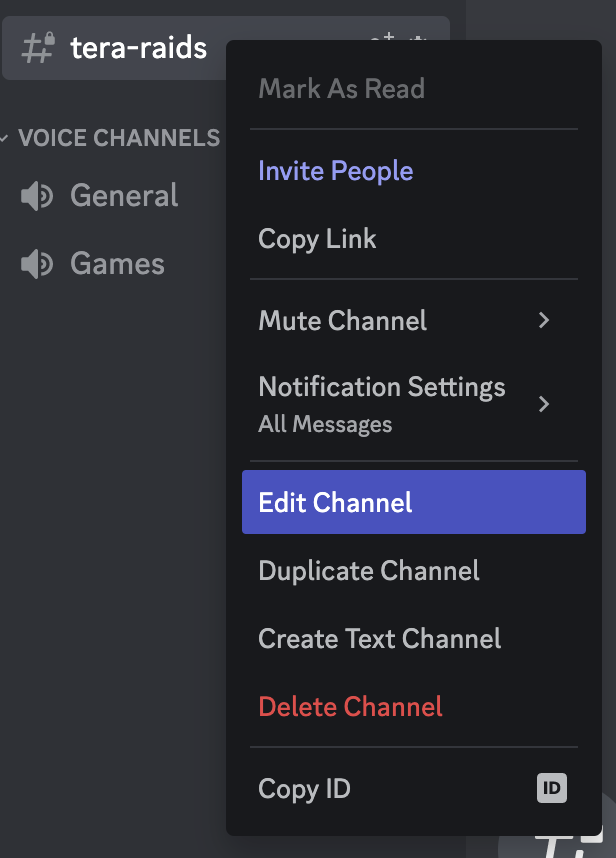 tera-raids
Mark As Read
VOICE CHANNELS
Invite People
General
Copy Link
Games
Mute Channel
Notification Settings
All Messages
Edit Channel
Duplicate Channel
Create Text Channel
Delete Channel
Copy ID
ID